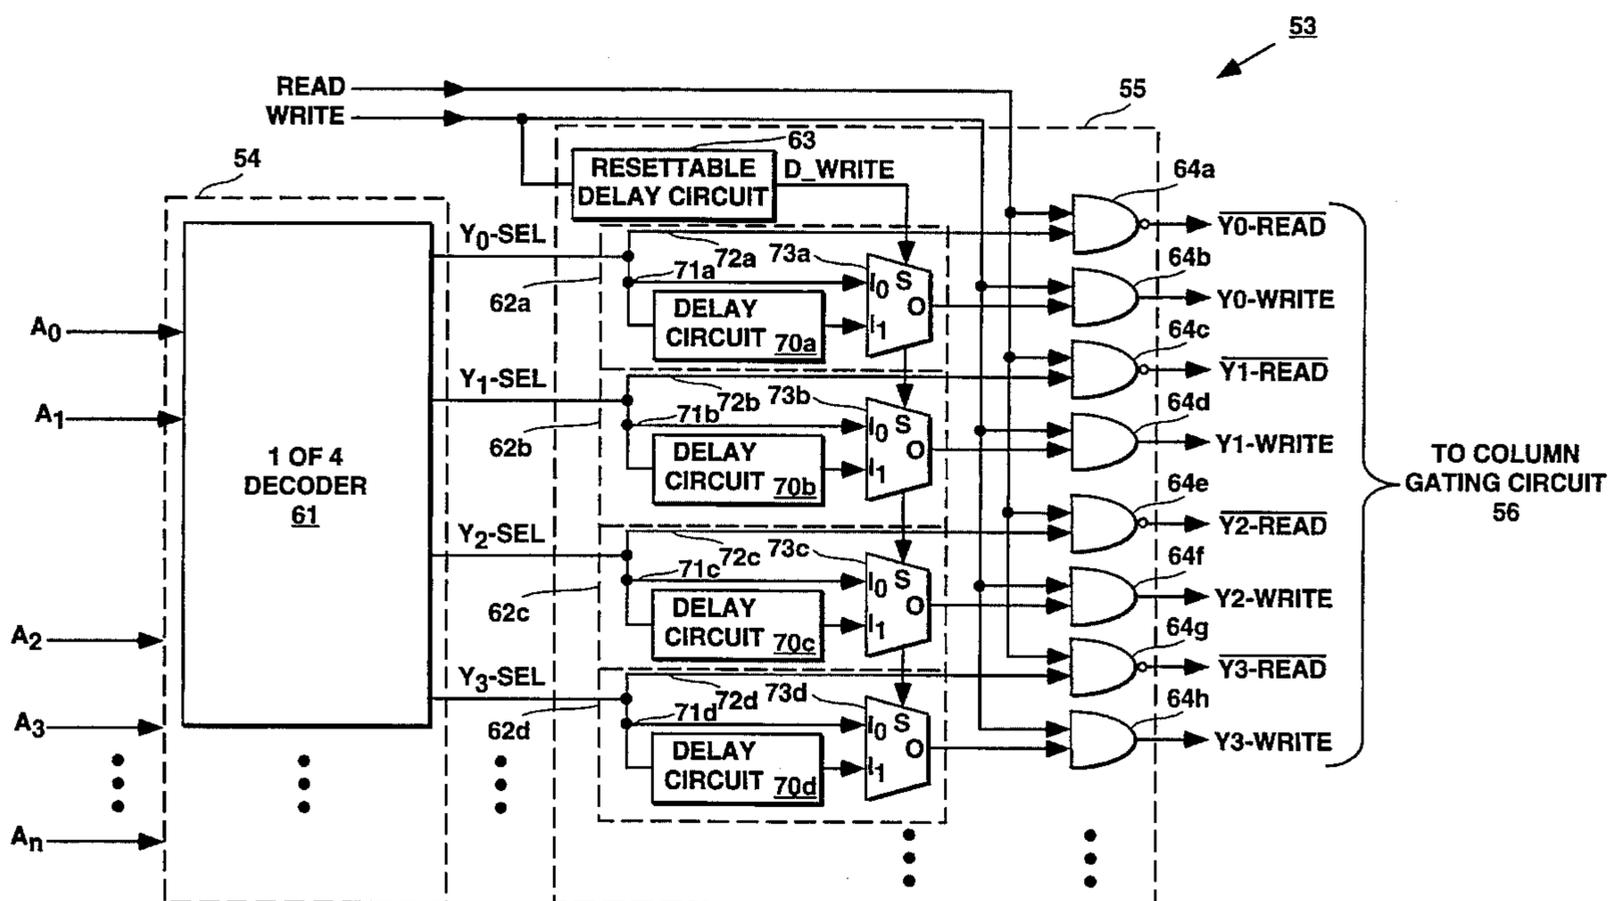 53
READ
WRITE
55
54
63
RESETTABLE
DELAY CIRCUIT
D_WRITE
64a
Y0-READ
Y0-SEL
72a
73a
71a
I0 S
O
I1
62a
DELAY
CIRCUIT 70a
64b
Y0-WRITE
A0
64c
Y1-READ
Y1-SEL
72b
73b
71b
I0 S
O
I1
62b
DELAY
CIRCUIT 70b
64d
Y1-WRITE
A1
1 OF 4
DECODER
61
TO COLUMN
GATING CIRCUIT
56
64e
Y2-READ
Y2-SEL
72c
73c
71c
I0 S
O
I1
62c
DELAY
CIRCUIT 70c
64f
Y2-WRITE
A2
64g
Y3-READ
Y3-SEL
72d
73d
71d
I0 S
O
I1
62d
DELAY
CIRCUIT 70d
64h
Y3-WRITE
A3
An